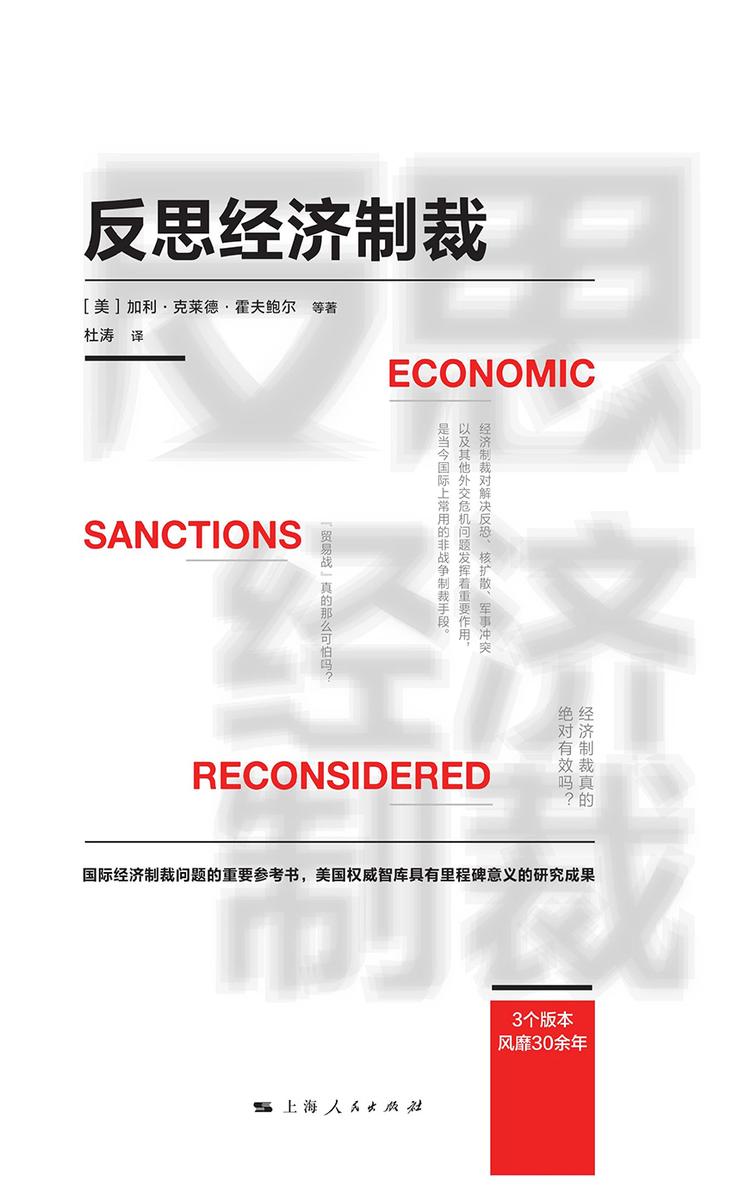 反思经济制裁
[美] 加利·克莱德·霍夫鲍尔 等著
杜涛 译
ECONOMIC
经济制裁对解决反恐、核扩散、军事冲突
以及其他外交危机问题发挥着重要作用，
是当今国际上常用的非战争制裁手段。
SANCTIONS
“贸易战”真的那么可怕吗？
经济制裁真的
绝对有效吗？
RECONSIDERED
国际经济制裁问题的重要参考书，美国权威智库具有里程碑意义的研究成果
3个版本
风靡30余年
上海人民出版社
反思
经济
制裁